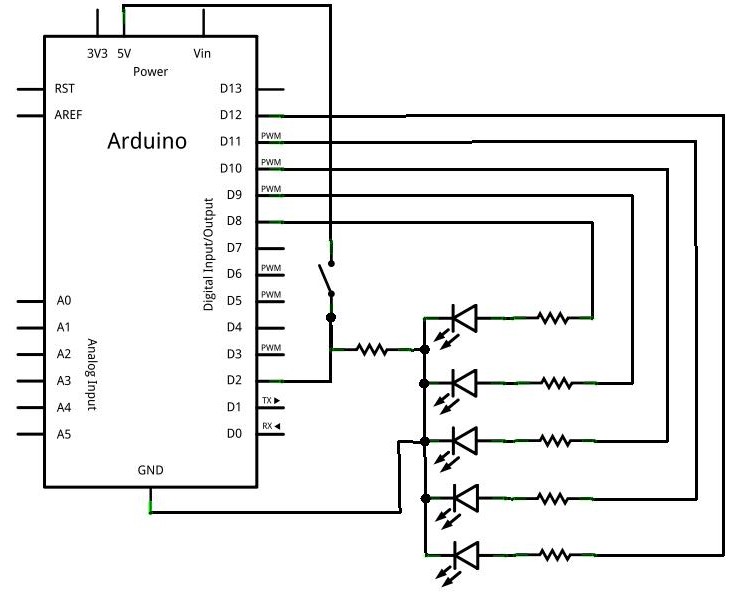 3V3 5V Vin
Power
RST D13
AREF D12
Arduino D11 PWM
D10 PWM
D9 PWM
D8
Digital Input/Output
D7
D6 PWM
A0 D5 PWM
A1 D4
Analog Input
A2 D3 PWM
A3 D2
A4 D1 TX ▶
A5 D0 RX ◀
GND